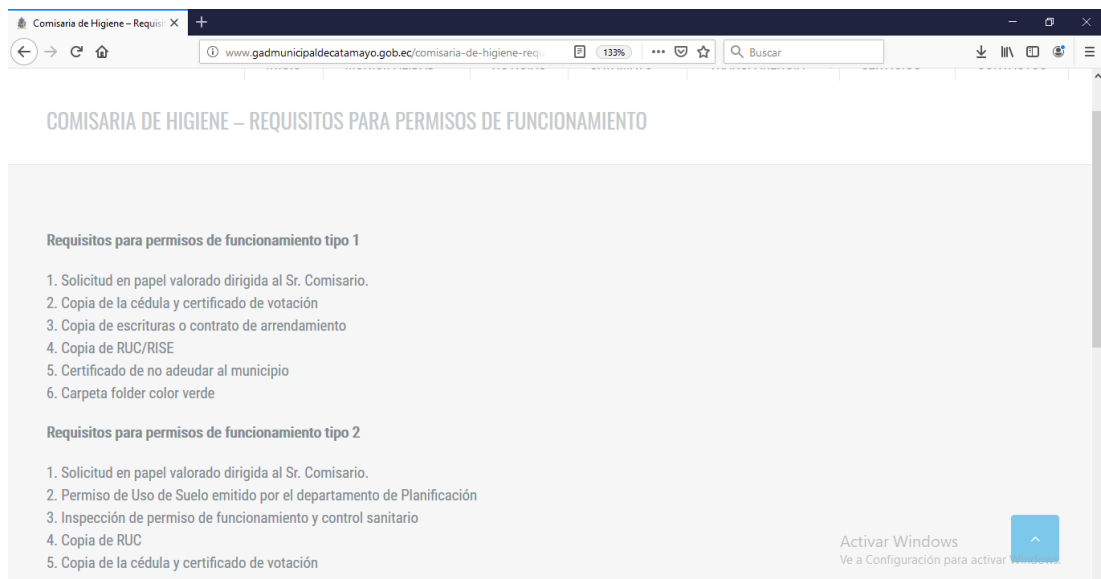 Comisaria de Higiene – Requisi
www.gadmunicipaldecatamayo.gob.ec/comisaria-de-higiene-requ
133%
Buscar
COMISARIA DE HIGIENE – REQUISITOS PARA PERMISOS DE FUNCIONAMIENTO
Requisitos para permisos de funcionamiento tipo 1
1. Solicitud en papel valorado dirigida al Sr. Comisario.
2. Copia de la cédula y certificado de votación
3. Copia de escrituras o contrato de arrendamiento
4. Copia de RUC/RISE
5. Certificado de no adeudar al municipio
6. Carpeta folder color verde
Requisitos para permisos de funcionamiento tipo 2
1. Solicitud en papel valorado dirigida al Sr. Comisario.
2. Permiso de Uso de Suelo emitido por el departamento de Planificación
3. Inspección de permiso de funcionamiento y control sanitario
4. Copia de RUC
5. Copia de la cédula y certificado de votación
Activar Windows
Ve a Configuración para activar Windows.